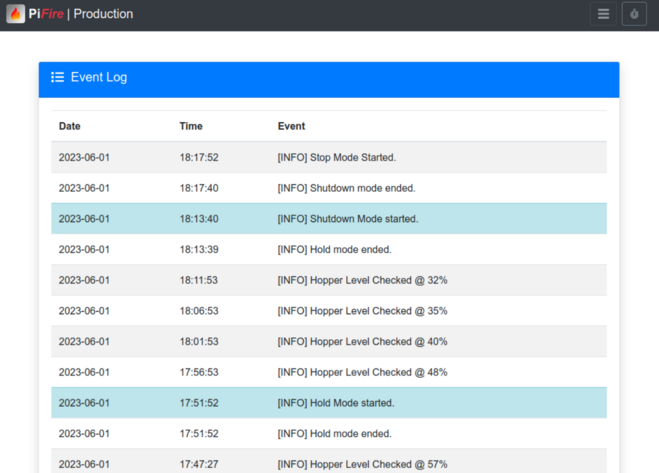 PiFire | Production
Event Log
Date Time Event
2023-06-01 18:17:52 [INFO] Stop Mode Started.
2023-06-01 18:17:40 [INFO] Shutdown mode ended.
2023-06-01 18:13:40 [INFO] Shutdown Mode started.
2023-06-01 18:13:39 [INFO] Hold mode ended.
2023-06-01 18:11:53 [INFO] Hopper Level Checked @ 32%
2023-06-01 18:06:53 [INFO] Hopper Level Checked @ 35%
2023-06-01 18:01:53 [INFO] Hopper Level Checked @ 40%
2023-06-01 17:56:53 [INFO] Hopper Level Checked @ 48%
2023-06-01 17:51:52 [INFO] Hold Mode started.
2023-06-01 17:51:52 [INFO] Hold mode ended.
2023-06-01 17:47:27 [INFO] Hopper Level Checked @ 57%